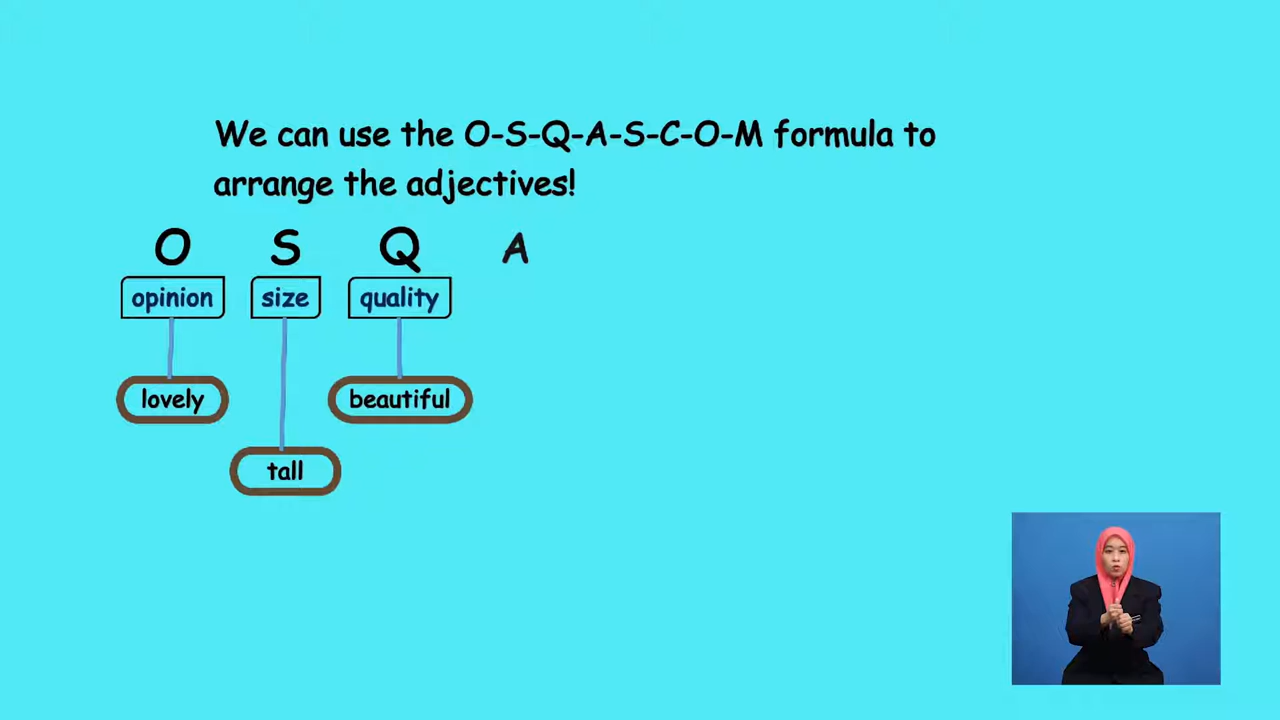 We can use the O-S-Q-A-S-C-O-M formula to
arrange the adjectives!
O S Q A
opinion size quality
lovely beautiful
tall